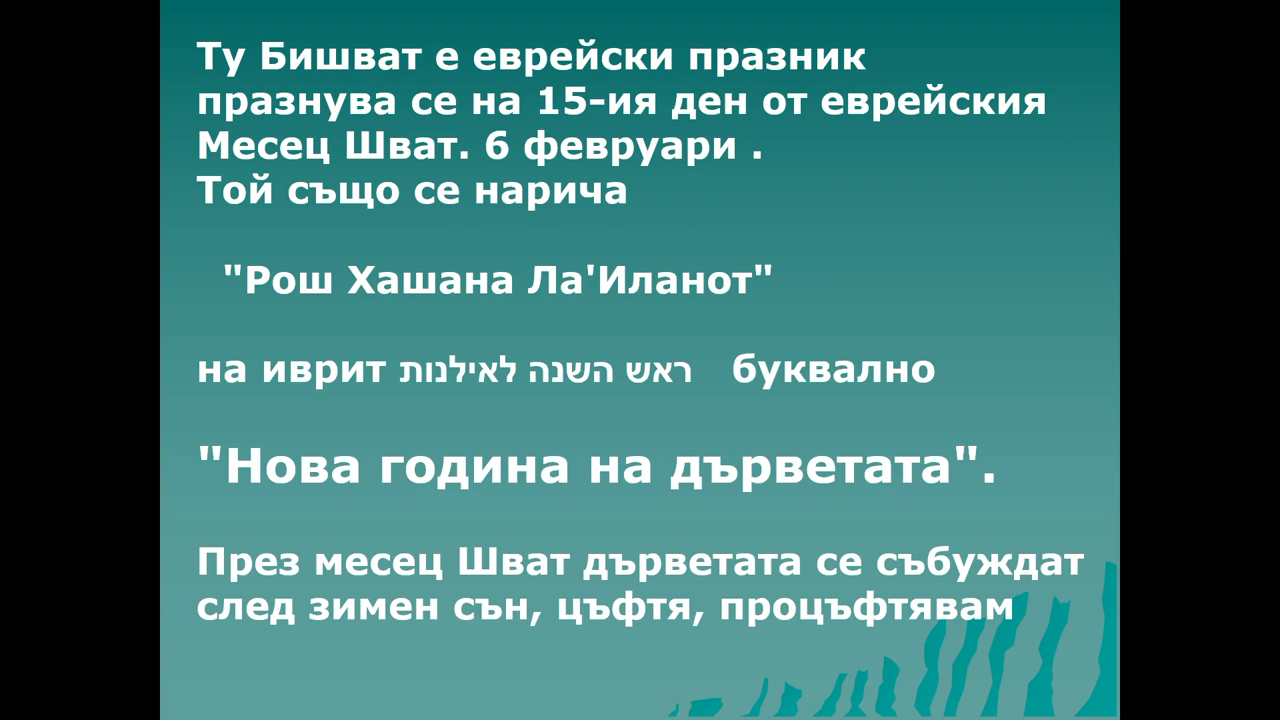 Ту Бишват е еврейски празник
празнува се на 15-ия ден от еврейския
Месец Шват. 6 февруари .
Той също се нарича
"Рош Хашана Ла'Иланот"
на иврит ראש השנה לאילנות буквално
"Нова година на дърветата".
През месец Шват дърветата се събуждат
след зимен сън, цъфтя, процъфтявам